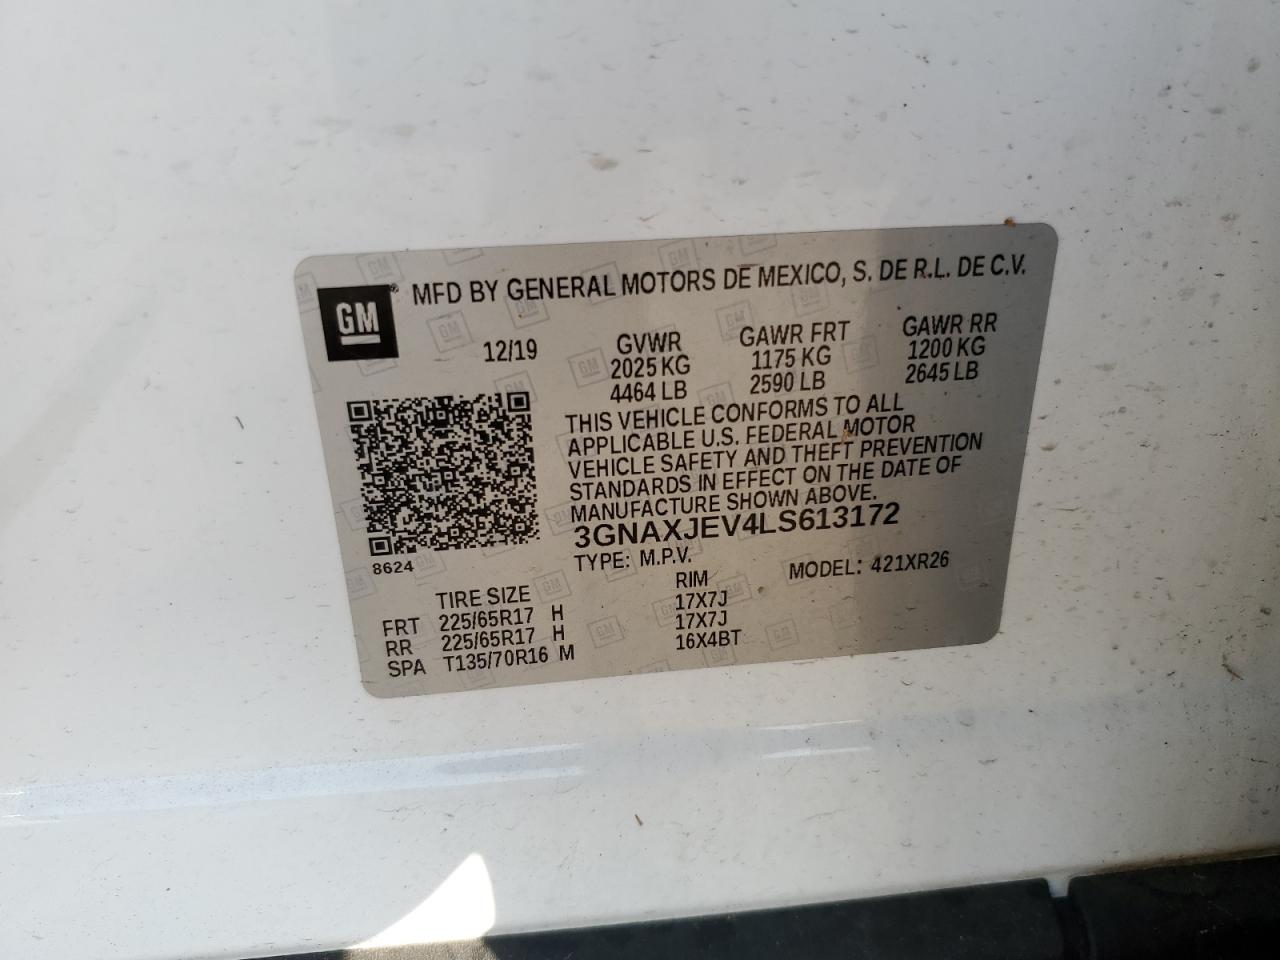 GM
MFD BY GENERAL MOTORS DE MEXICO, S. DE R.L. DE C.V.
12/19
GVWR
2025 KG
4464 LB
GAWR FRT
1175 KG
2590 LB
GAWR RR
1200 KG
2645 LB
THIS VEHICLE CONFORMS TO ALL
APPLICABLE U.S. FEDERAL MOTOR
VEHICLE SAFETY AND THEFT PREVENTION
STANDARDS IN EFFECT ON THE DATE OF
MANUFACTURE SHOWN ABOVE.
3GNAXJEV4LS613172
8624
TYPE: M.P.V.
MODEL: 421XR26
TIRE SIZE RIM
FRT 225/65R17 H 17X7J
RR 225/65R17 H 17X7J
SPA T135/70R16 M 16X4BT